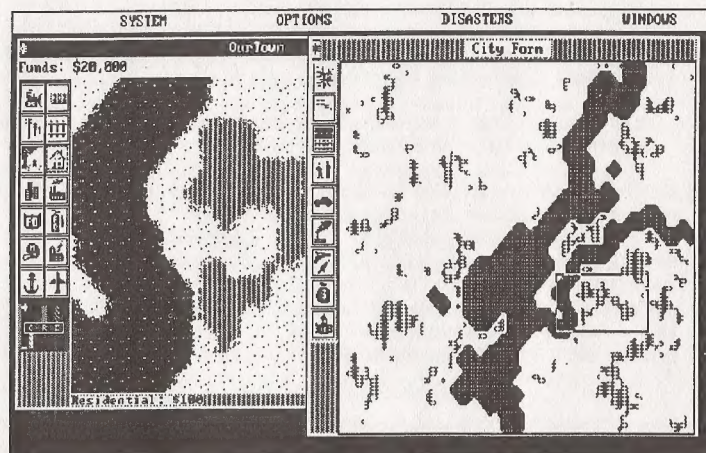 SYSTEM OPTIONS DISASTERS WINDOWS
OurTown
City Form
Funds: $20,000
C R I
Residential: $100